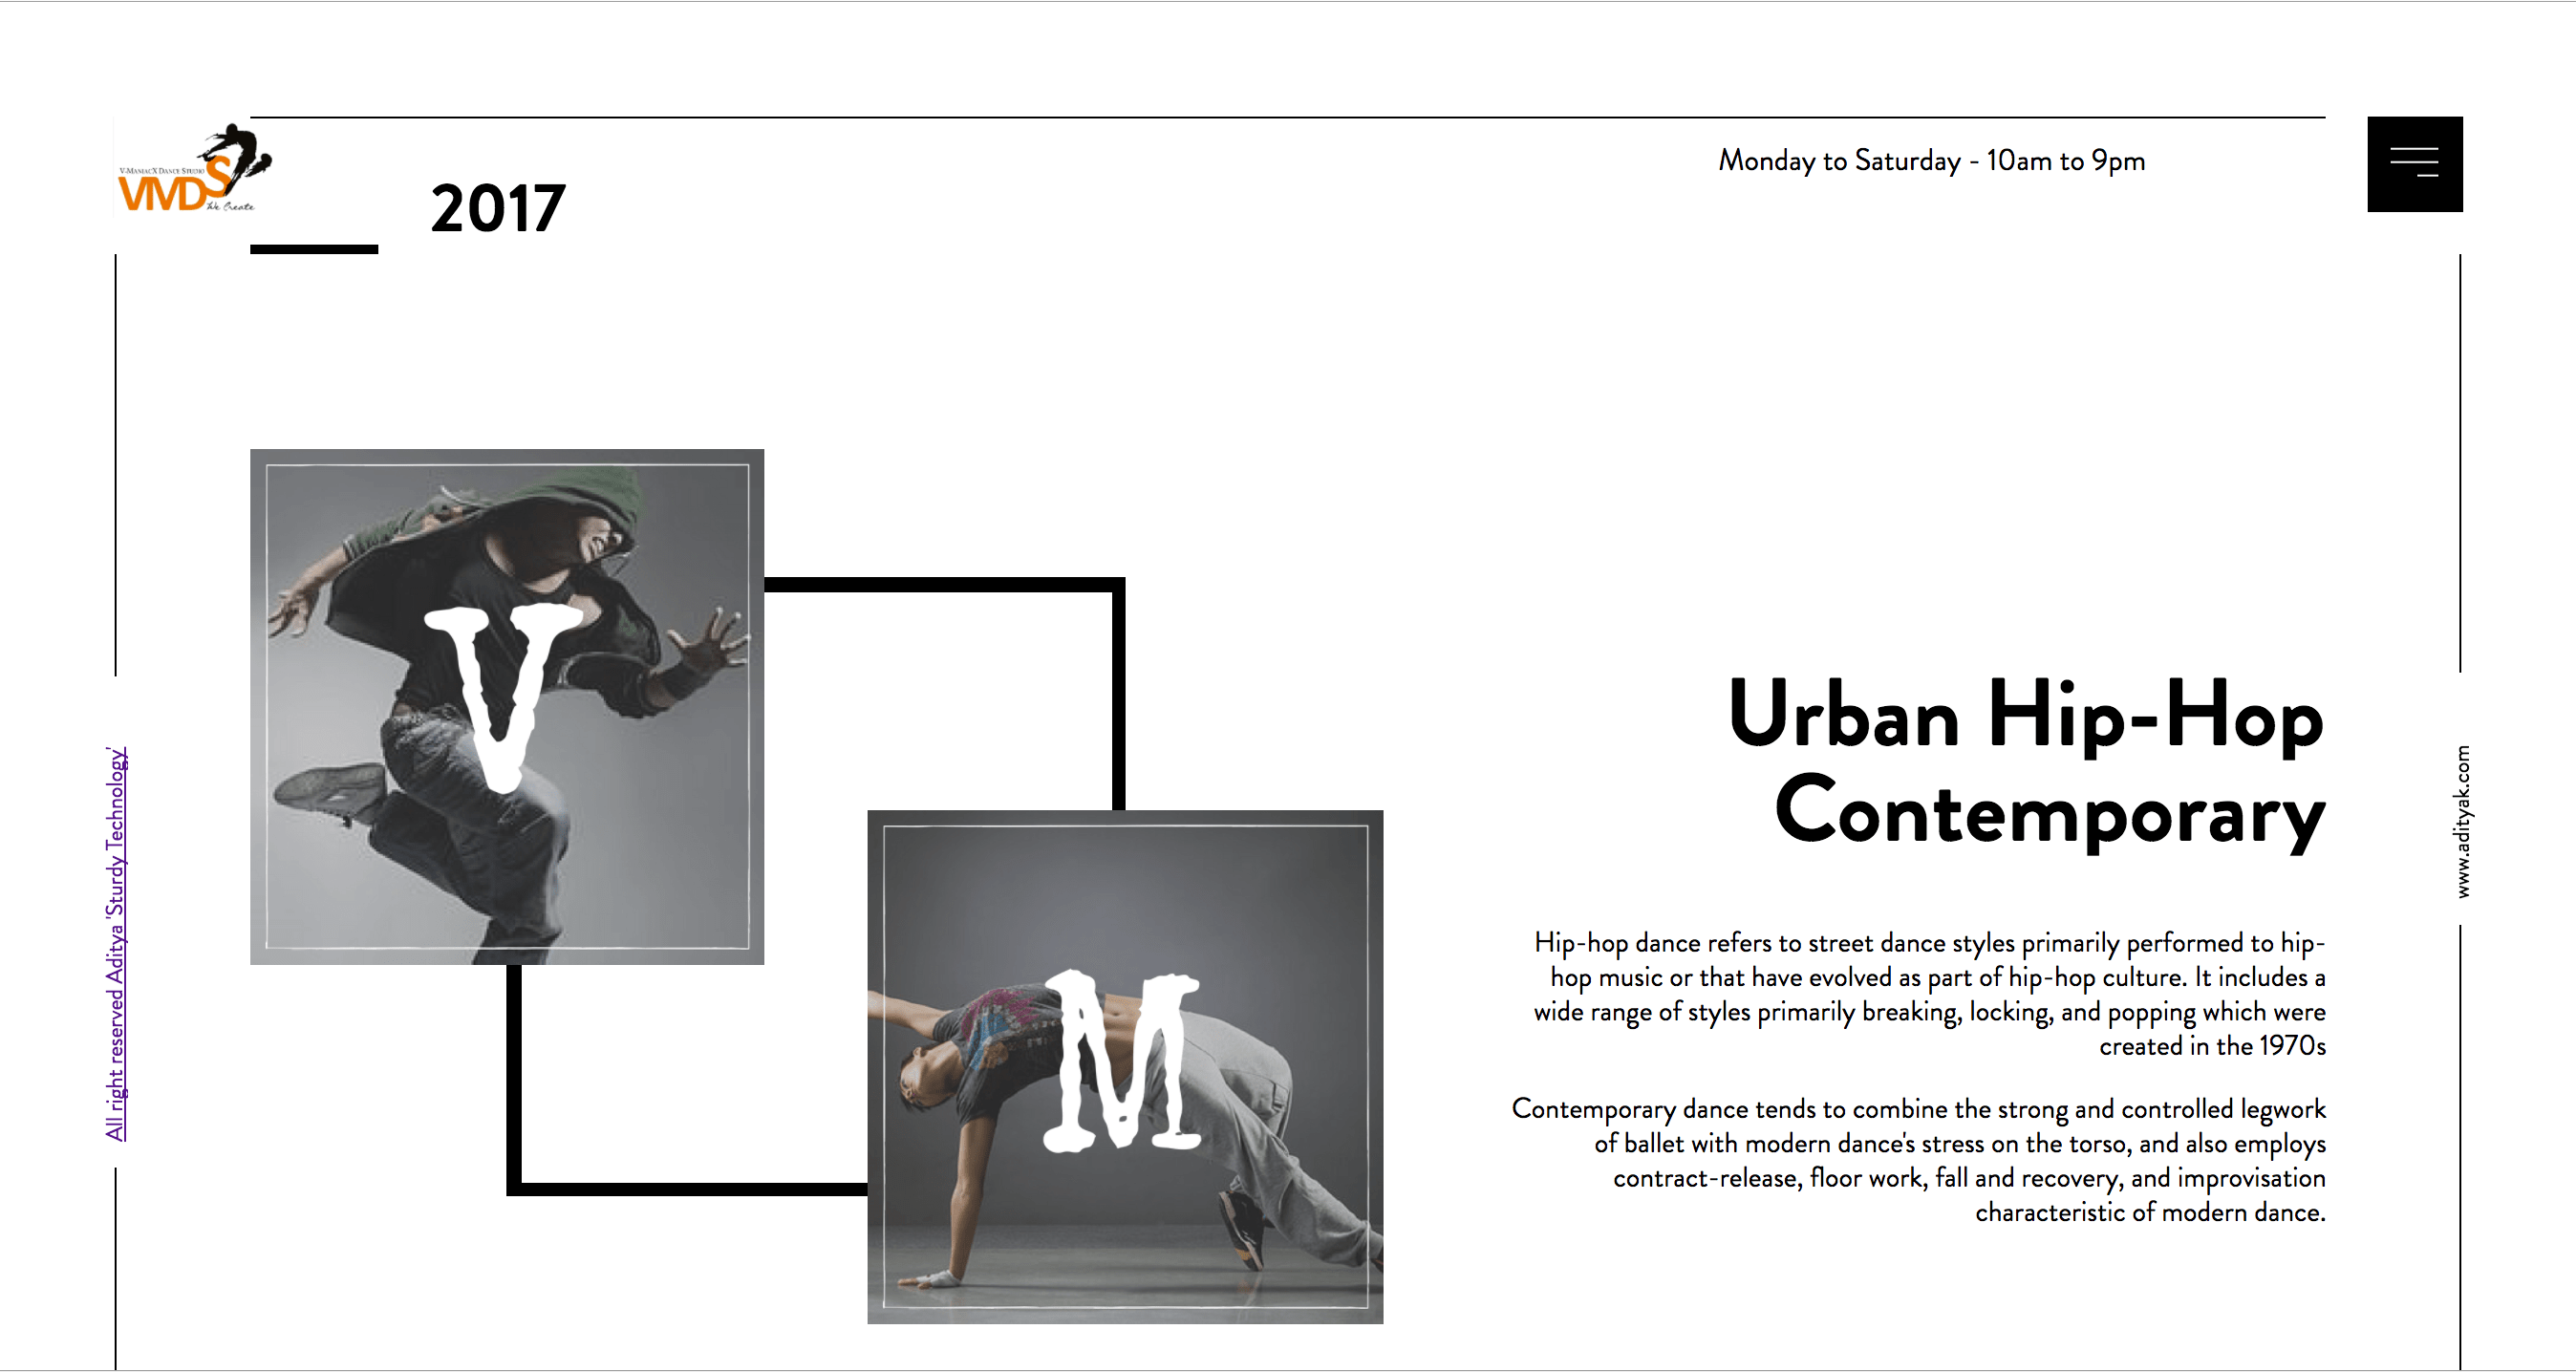 V-ManiacX Dance Studio
VMDS
We Create
2017
Monday to Saturday - 10am to 9pm
V
M
Urban Hip-Hop
Contemporary
Hip-hop dance refers to street dance styles primarily performed to hip-
hop music or that have evolved as part of hip-hop culture. It includes a
wide range of styles primarily breaking, locking, and popping which were
created in the 1970s
Contemporary dance tends to combine the strong and controlled legwork
of ballet with modern dance's stress on the torso, and also employs
contract-release, floor work, fall and recovery, and improvisation
characteristic of modern dance.
All right reserved Aditya 'Sturdy Technology'
www.adityak.com